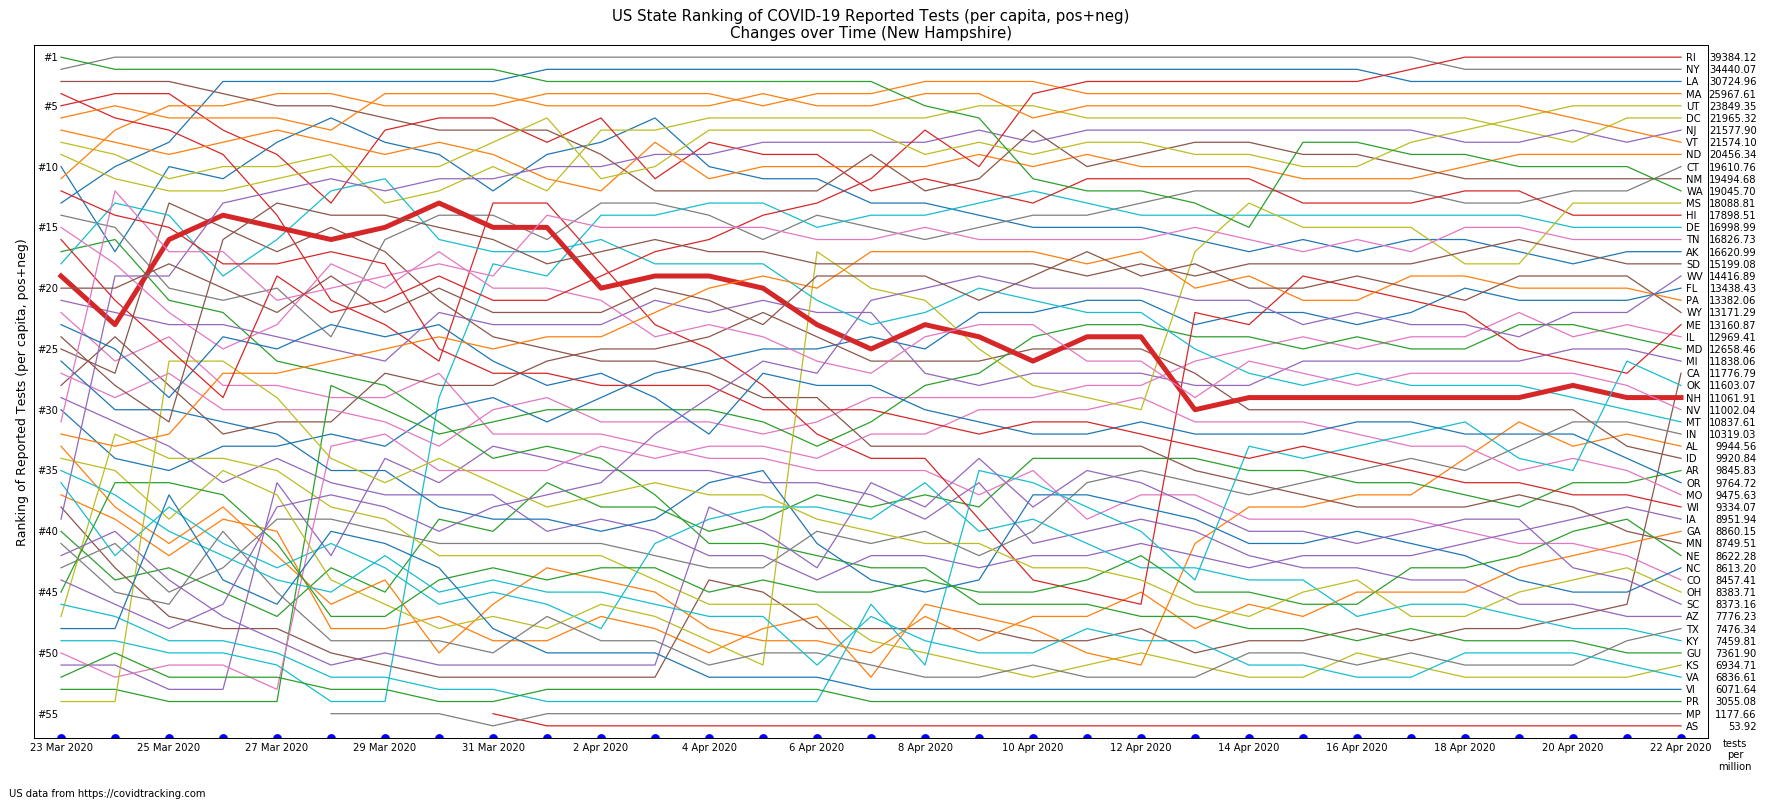 US State Ranking of COVID-19 Reported Tests (per capita, pos+neg)
Changes over Time (New Hampshire)
Ranking of Reported Tests (per capita, pos+neg)
#1
#5
#10
#15
#20
#25
#30
#35
#40
#45
#50
#55
RI 39384.12
NY 34440.07
LA 30724.96
MA 25967.61
UT 23849.35
DC 21965.32
NJ 21577.90
VT 21574.10
ND 20456.34
CT 19610.76
NM 19494.68
WA 19045.70
MS 18088.81
HI 17898.51
DE 16998.99
TN 16826.73
AK 16620.99
SD 15199.08
WV 14416.89
FL 13438.43
PA 13382.06
WY 13171.29
ME 13160.87
IL 12969.41
MD 12658.46
MI 11838.06
CA 11776.79
OK 11603.07
NH 11061.91
NV 11002.04
MT 10837.61
IN 10319.03
AL 9944.56
ID 9920.84
AR 9845.83
OR 9764.72
MO 9475.63
WI 9334.07
IA 8951.94
GA 8860.15
MN 8749.51
NE 8622.28
NC 8613.20
CO 8457.41
OH 8383.71
SC 8373.16
AZ 7776.23
TX 7476.34
KY 7459.81
GU 7361.90
KS 6934.71
VA 6836.61
VI 6071.64
PR 3055.08
MP 1177.66
AS 53.92
23 Mar 2020 25 Mar 2020 27 Mar 2020 29 Mar 2020 31 Mar 2020 2 Apr 2020 4 Apr 2020 6 Apr 2020 8 Apr 2020 10 Apr 2020 12 Apr 2020 14 Apr 2020 16 Apr 2020 18 Apr 2020 20 Apr 2020 22 Apr 2020
tests
per
million
US data from https://covidtracking.com